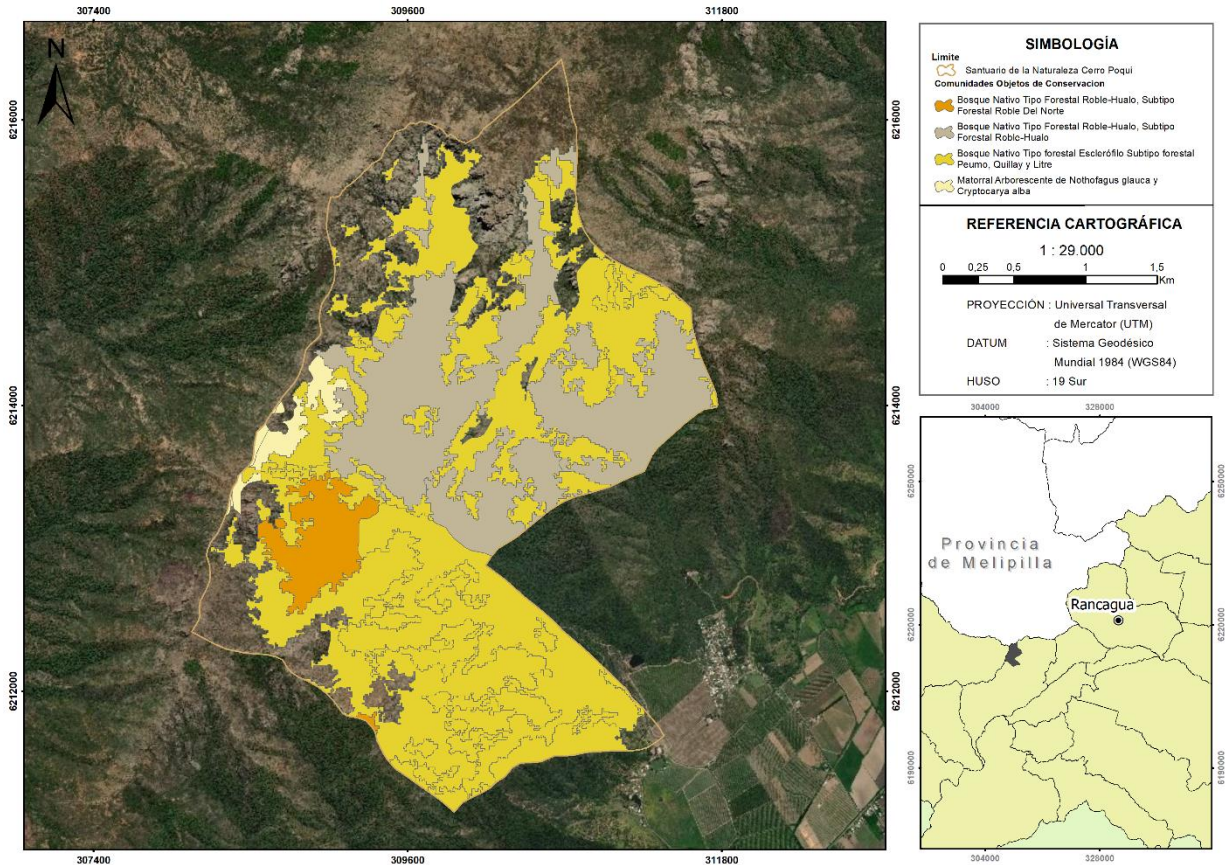 307400 309600 311800
N
6216000 6216000
6214000 6214000
6212000 6212000
307400 309600 311800
SIMBOLOGÍA
Limite
Santuario de la Naturaleza Cerro Poqui
Comunidades Objetos de Conservacion
Bosque Nativo Tipo Forestal Roble-Hualo, Subtipo
Forestal Roble Del Norte
Bosque Nativo Tipo Forestal Roble-Hualo, Subtipo
Forestal Roble-Hualo
Bosque Nativo Tipo forestal Esclerófilo Subtipo forestal
Peumo, Quillay y Litre
Matorral Arborescente de Nothofagus glauca y
Cryptocarya alba
REFERENCIA CARTOGRÁFICA
1 : 29.000
0 0,25 0,5 1 1,5
Km
PROYECCIÓN : Universal Transversal
de Mercator (UTM)
DATUM : Sistema Geodésico
Mundial 1984 (WGS84)
HUSO : 19 Sur
304000 328000
6250000 6250000
Provincia
de Melipilla
Rancagua
6220000 6220000
6190000 6190000
304000 328000